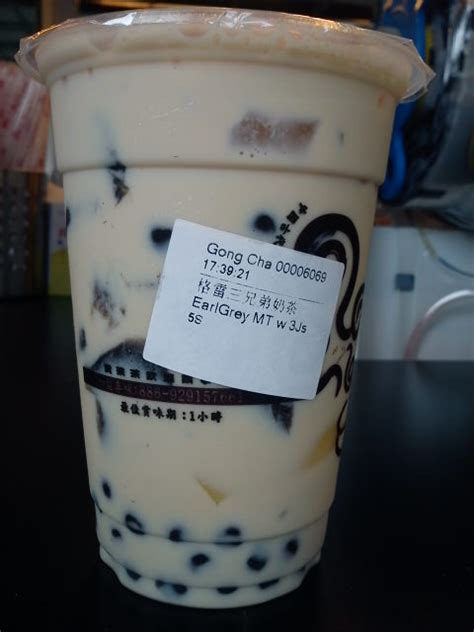 Gong Cha 00006069
17:39:21
格雷三兄弟奶茶
EarlGrey MT w 3Js
5S
最佳賞味期:1小時